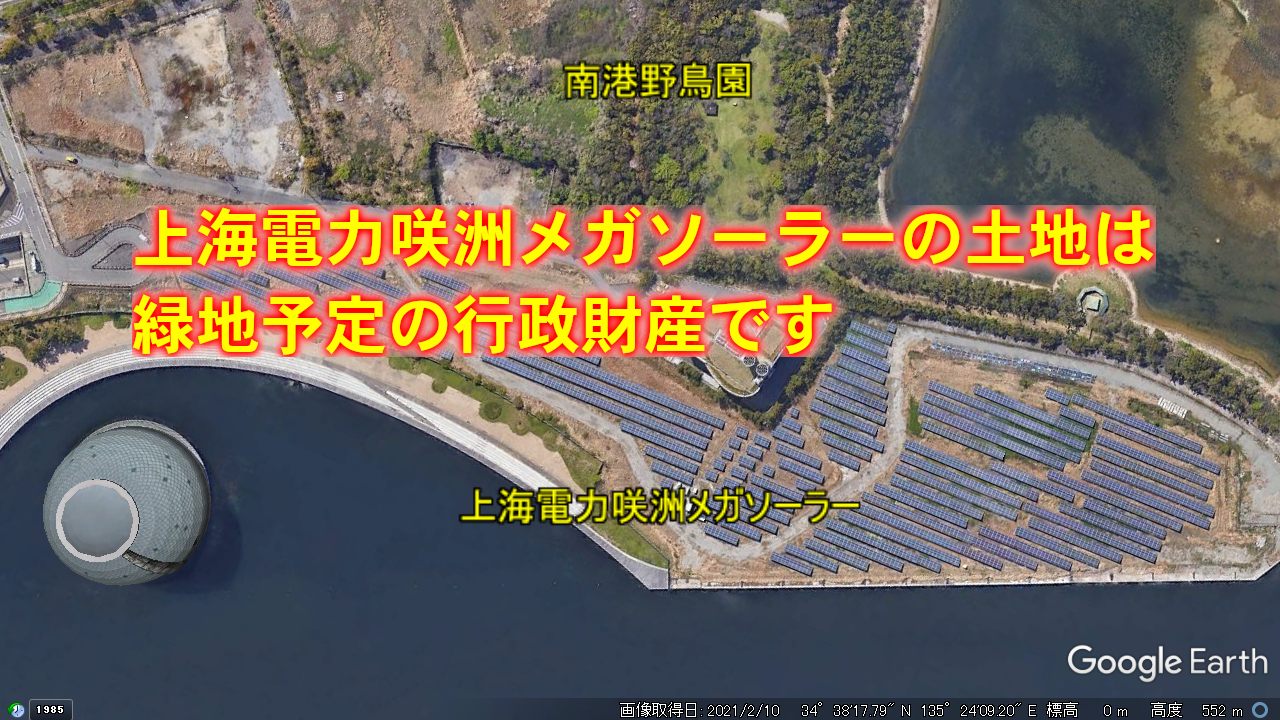 南港野鳥園
上海電力咲洲メガソーラーの土地は
緑地予定の行政財産です
上海電力咲洲メガソーラー
Google Earth
1985
画像取得日: 2021/2/10 34° 38'17.79" N 135° 24'09.20" E 標高 0 m 高度 552 m